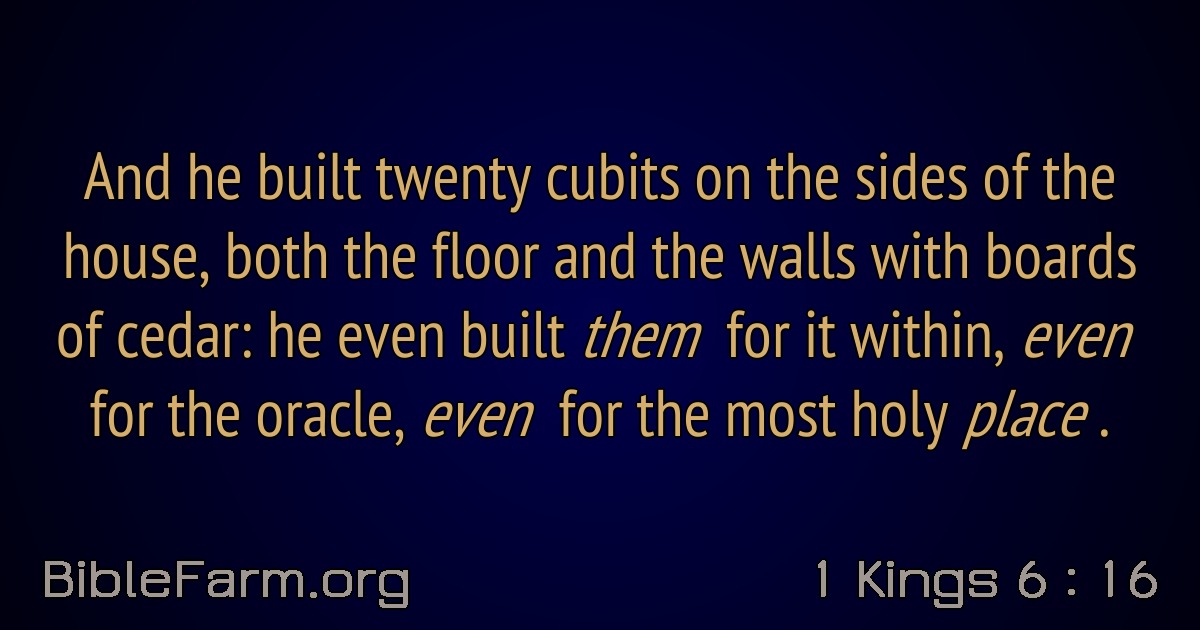 And he built twenty cubits on the sides of the
house, both the floor and the walls with boards
of cedar: he even built them for it within, even
for the oracle, even for the most holy place .
BibleFarm.org
1 Kings 6 : 16